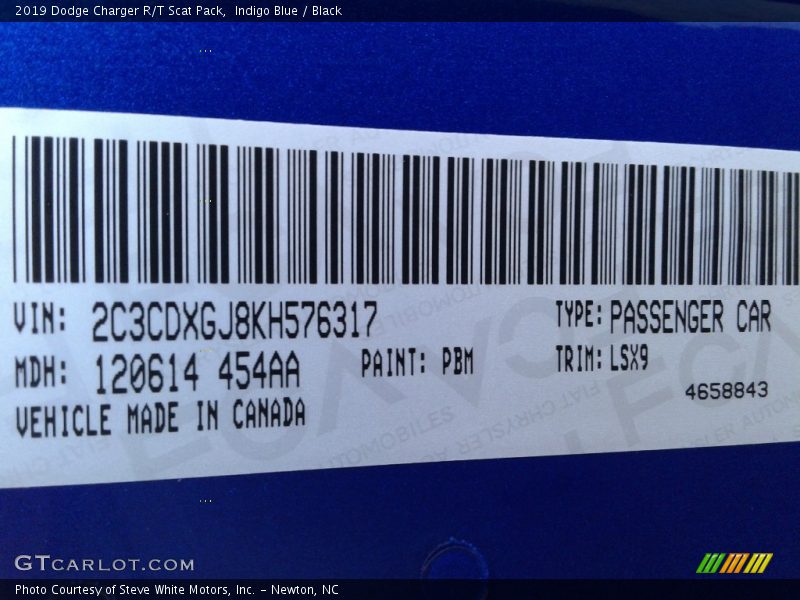 2019 Dodge Charger R/T Scat Pack, Indigo Blue / Black
VIN: 2C3CDXGJ8KH576317
TYPE: PASSENGER CAR
MDH: 120614 454AA
PAINT: PBM
TRIM: LSX9
4658843
VEHICLE MADE IN CANADA
GTCARLOT.COM
Photo Courtesy of Steve White Motors, Inc. – Newton, NC